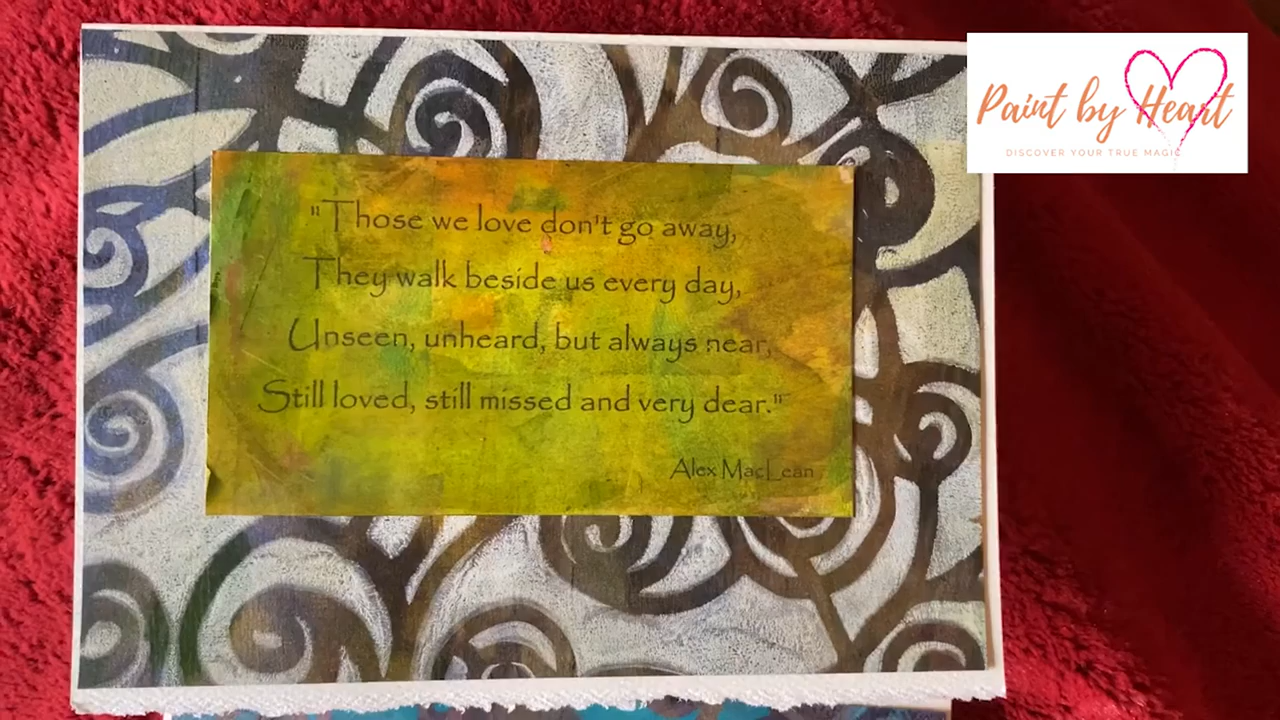 "Those we love don't go away,
They walk beside us every day,
Unseen, unheard, but always near,
Still loved, still missed and very dear."
Alex MacLean
Paint by Heart
DISCOVER YOUR TRUE MAGIC